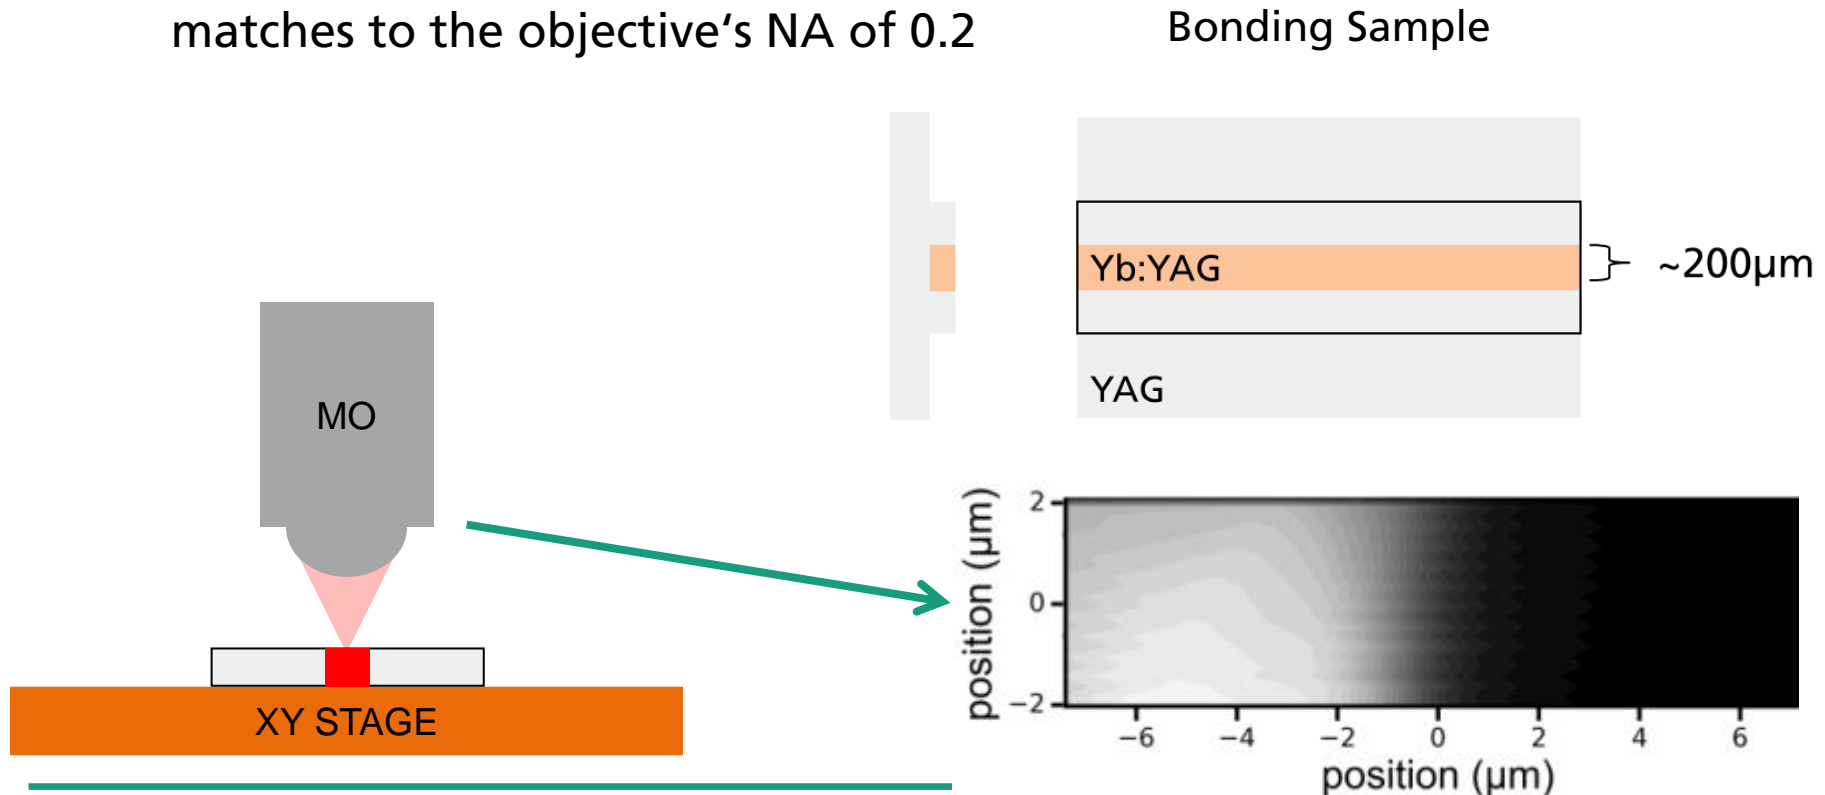 matches to the objective‘s NA of 0.2
Bonding Sample
Yb:YAG
~200µm
YAG
MO
XY STAGE
position (µm)
2
0
−2
−6
−4
−2
0
2
4
6
position (µm)